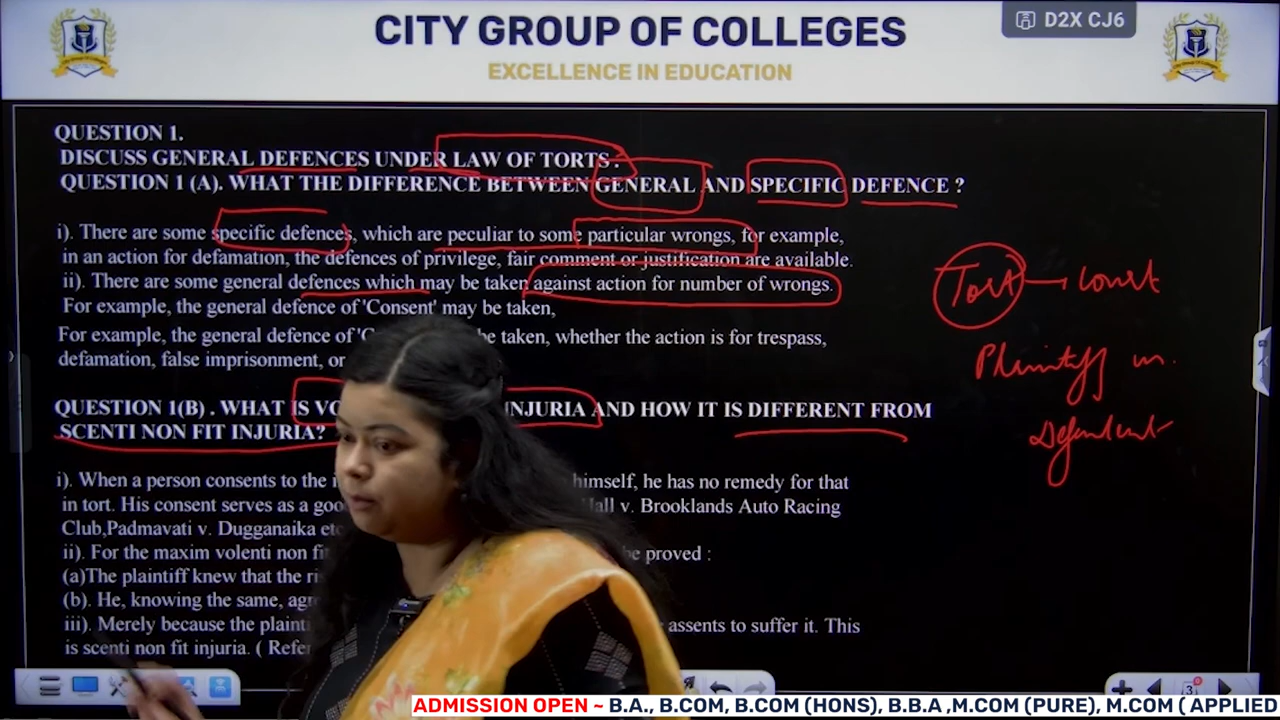 CITY GROUP OF COLLEGES
EXCELLENCE IN EDUCATION
D2X CJ6
QUESTION 1.
DISCUSS GENERAL DEFENCES UNDER LAW OF TORTS .
QUESTION 1 (A). WHAT THE DIFFERENCE BETWEEN GENERAL AND SPECIFIC DEFENCE ?
i). There are some specific defences, which are peculiar to some particular wrongs, for example,
in an action for defamation, the defences of privilege, fair comment or justification are available.
ii). There are some general defences which may be taken against action for number of wrongs.
For example, the general defence of 'Consent' may be taken,
For example, the general defence of be taken, whether the action is for trespass,
defamation, false imprisonment, or
QUESTION 1(B) . WHAT IS INJURIA AND HOW IT IS DIFFERENT FROM
SCENTI NON FIT INJURIA?
i). When a person consents to the himself, he has no remedy for that
in tort. His consent serves as a Hall v. Brooklands Auto Racing
Club,Padmavati v. Dugganaika
ii). For the maxim volenti non be proved :
(a)The plaintiff knew that the
(b). He, knowing the same,
iii). Merely because the assents to suffer it. This
is scenti non fit injuria. (
Tort → court
Plaintiff
Defendant
3
ADMISSION OPEN ~ B.A., B.COM, B.COM (HONS), B.B.A ,M.COM (PURE), M.COM ( APPLIED